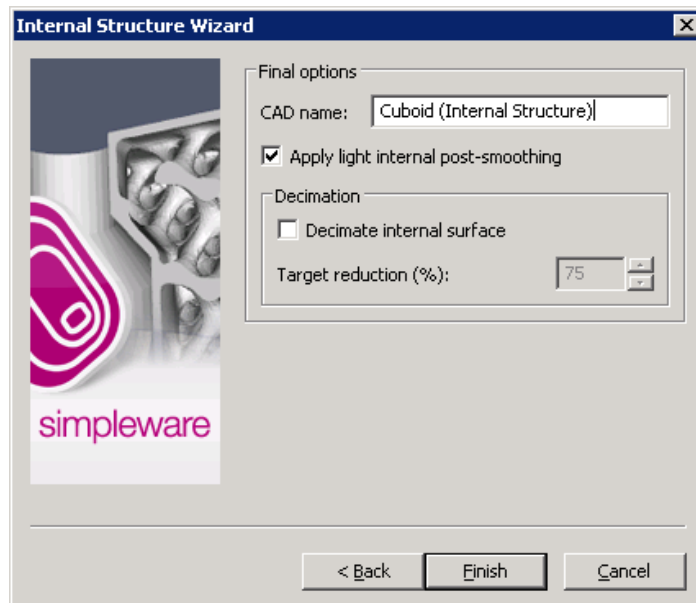 Internal Structure Wizard
Final options
CAD name: Cuboid (Internal Structure)
Apply light internal post-smoothing
Decimation
Decimate internal surface
Target reduction (%): 75
simpleware
< Back Finish Cancel